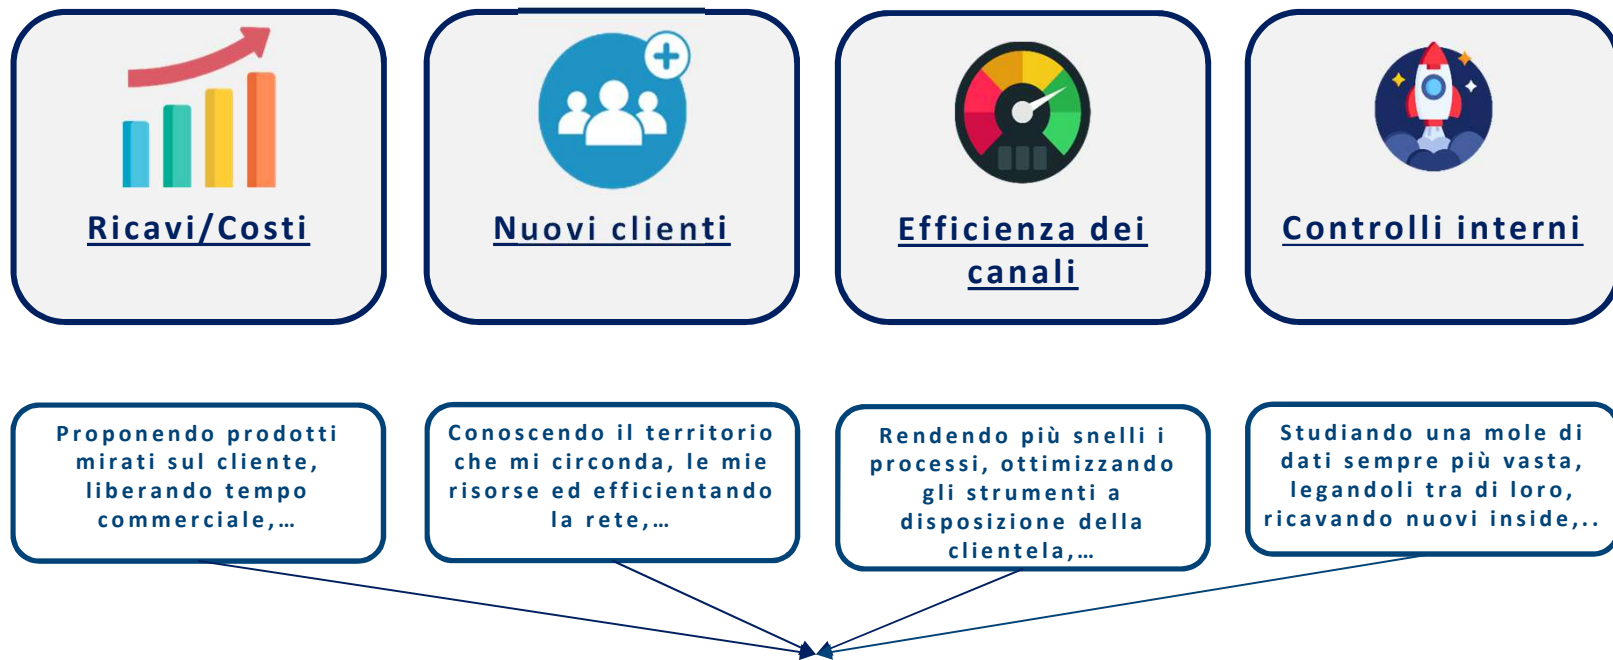 Ricavi/Costi
Nuovi clienti
Efficienza dei
canali
Controlli interni
Proponendo prodotti
mirati sul cliente,
liberando tempo
commerciale,…
Conoscendo il territorio
che mi circonda, le mie
risorse ed efficientando
la rete,…
Rendendo più snelli i
processi, ottimizzando
gli strumenti a
disposizione della
clientela,…
Studiando una mole di
dati sempre più vasta,
legandoli tra di loro,
ricavando nuovi inside,..